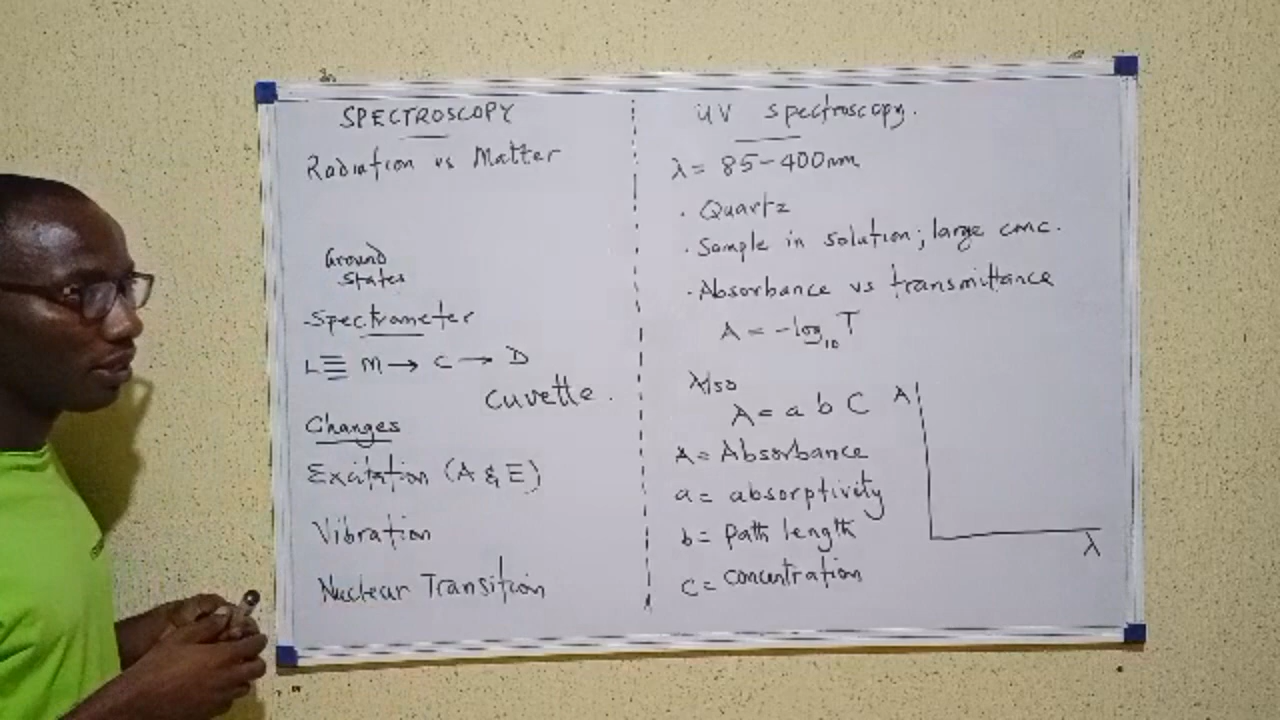 SPECTROSCOPY
Radiation vs Matter
Ground
States
-Spectrometer
L≡ M → C → D
Cuvette.
Changes
Excitation (A & E)
Vibration
Nuclear Transition
UV spectroscopy.
λ = 85-400nm
· Quartz
· Sample in solution; large conc.
· Absorbance vs transmittance
A = -log₁₀ T
Also
A = a b C
A = Absorbance
a = absorptivity
b = path length
C = concentration
A
λ